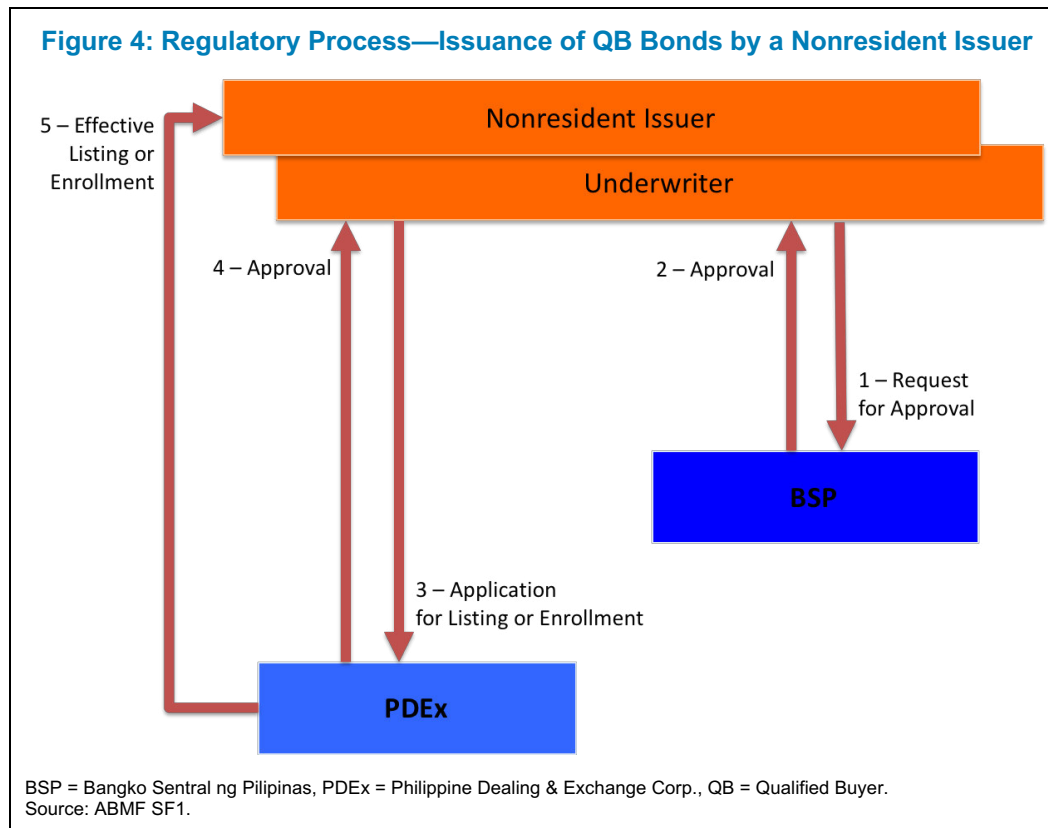 Figure 4: Regulatory Process—Issuance of QB Bonds by a Nonresident Issuer
Nonresident Issuer
Underwriter
5 – Effective
Listing or
Enrollment
4 – Approval
2 – Approval
1 – Request
for Approval
BSP
3 – Application
for Listing or Enrollment
PDEx
BSP = Bangko Sentral ng Pilipinas, PDEx = Philippine Dealing & Exchange Corp., QB = Qualified Buyer.
Source: ABMF SF1.